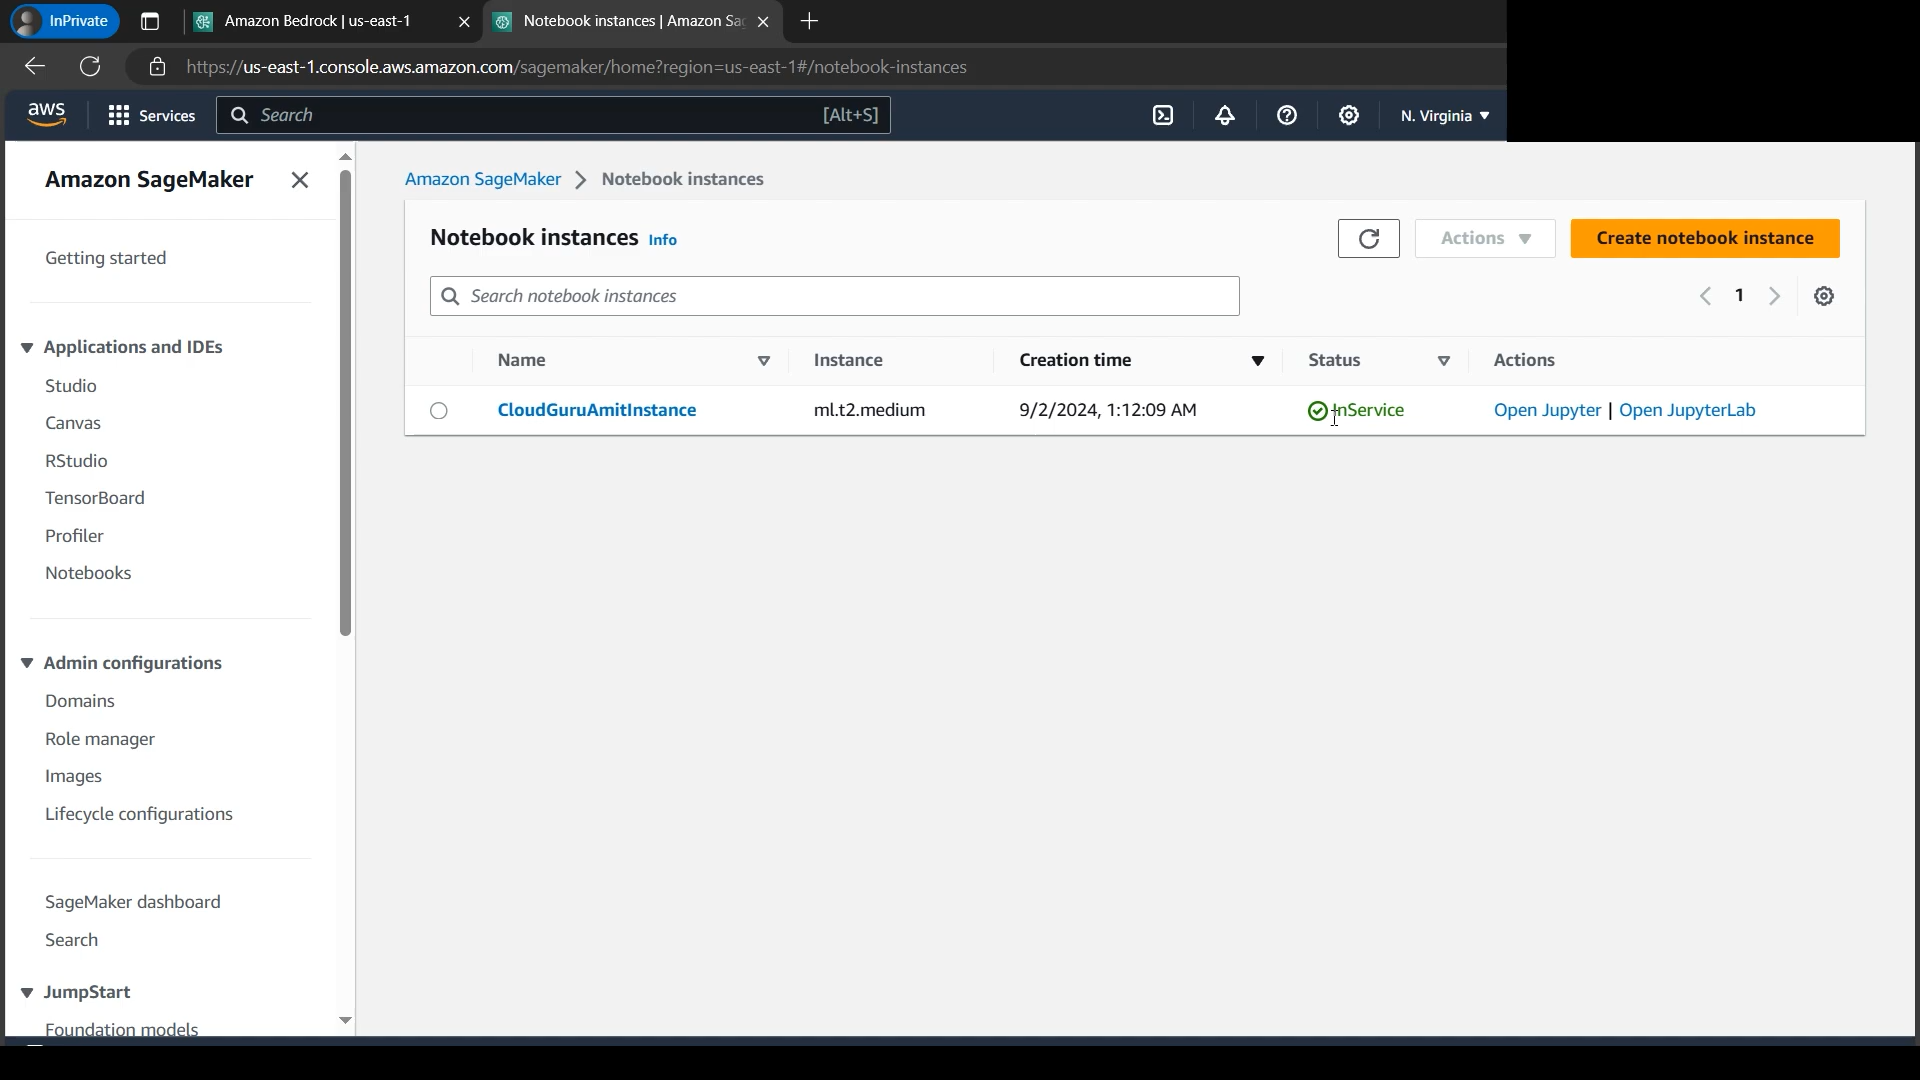 InPrivate
Amazon Bedrock | us-east-1
Notebook instances | Amazon Sa
https://us-east-1.console.aws.amazon.com/sagemaker/home?region=us-east-1#/notebook-instances
aws
Services
Search
[Alt+S]
N. Virginia
Amazon SageMaker
Getting started
Applications and IDEs
Studio
Canvas
RStudio
TensorBoard
Profiler
Notebooks
Admin configurations
Domains
Role manager
Images
Lifecycle configurations
SageMaker dashboard
Search
JumpStart
Foundation models
Amazon SageMaker > Notebook instances
Notebook instances Info
Actions
Create notebook instance
Search notebook instances
1
Name Instance Creation time Status Actions
CloudGuruAmitInstance ml.t2.medium 9/2/2024, 1:12:09 AM InService Open Jupyter | Open JupyterLab